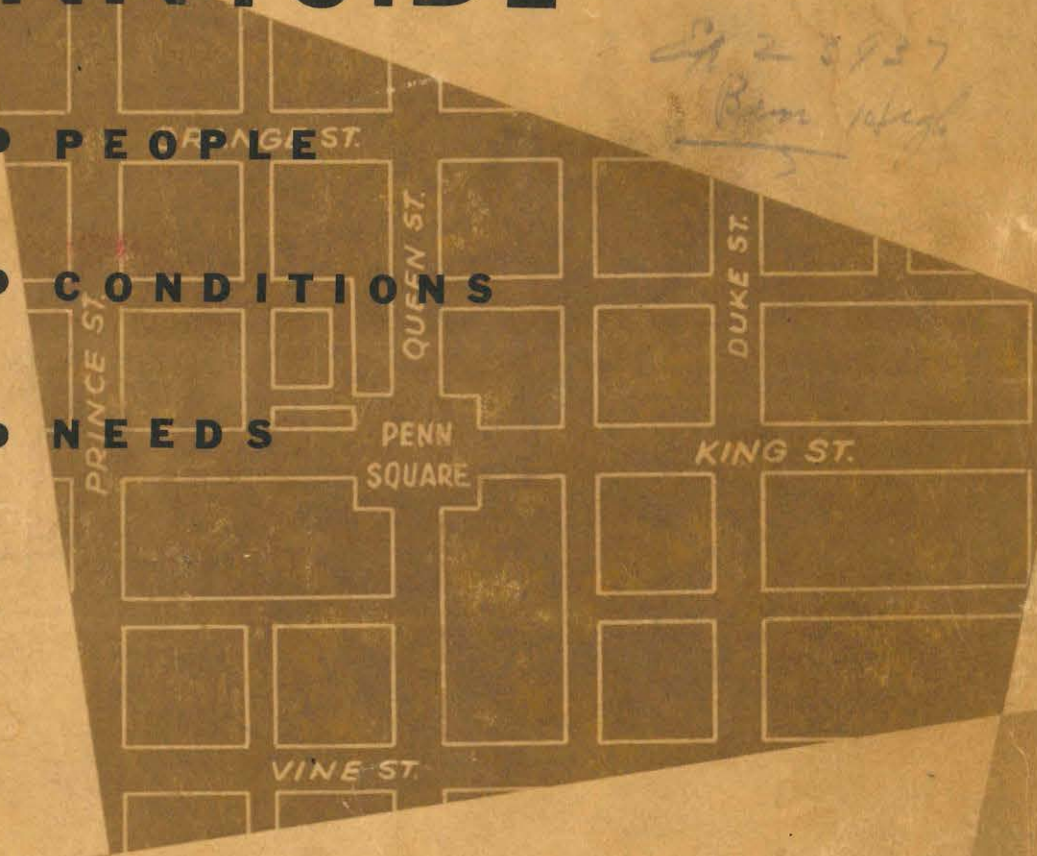 PEOPLE
ORANGE ST.
QUEEN ST.
DUKE ST.
CONDITIONS
PRINCE ST.
NEEDS
PENN
SQUARE
KING ST.
VINE ST.